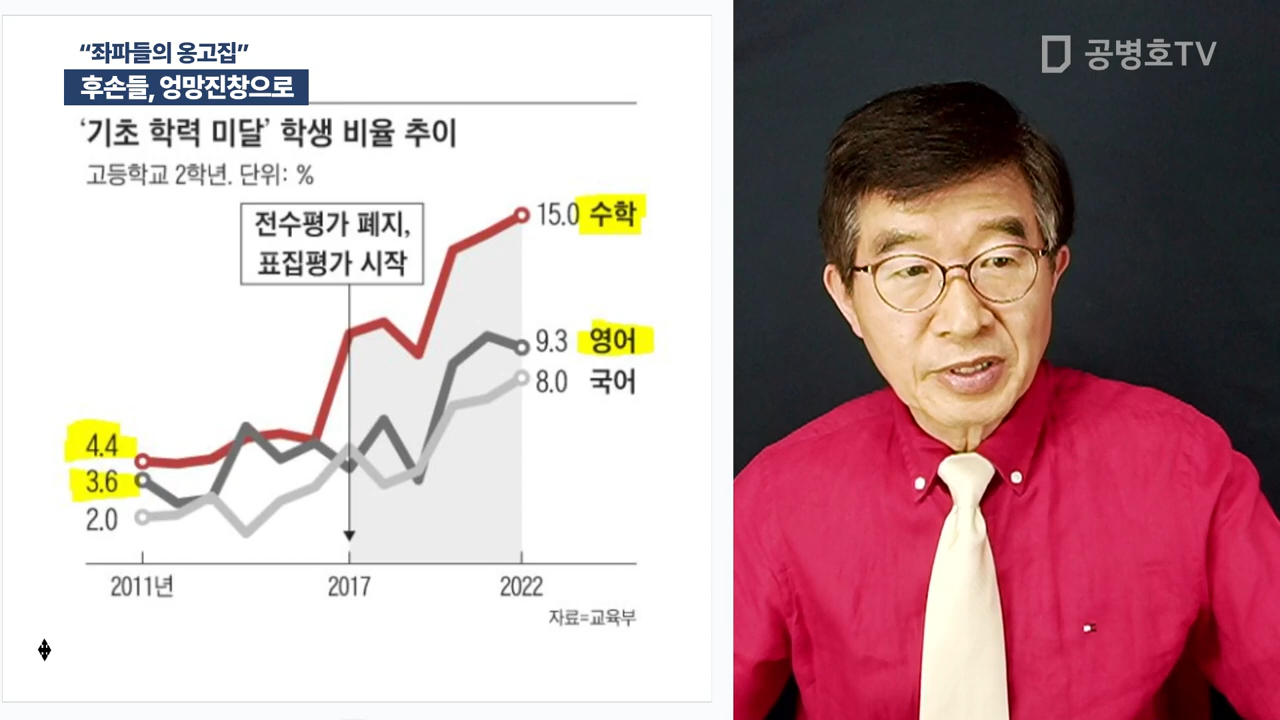 “좌파들의 옹고집”
후손들, 엉망진창으로
‘기초 학력 미달’ 학생 비율 추이
고등학교 2학년. 단위: %
전수평가 폐지,
표집평가 시작
15.0 수학
9.3 영어
8.0 국어
4.4
3.6
2.0
2011년 2017 2022
자료=교육부
공병호TV